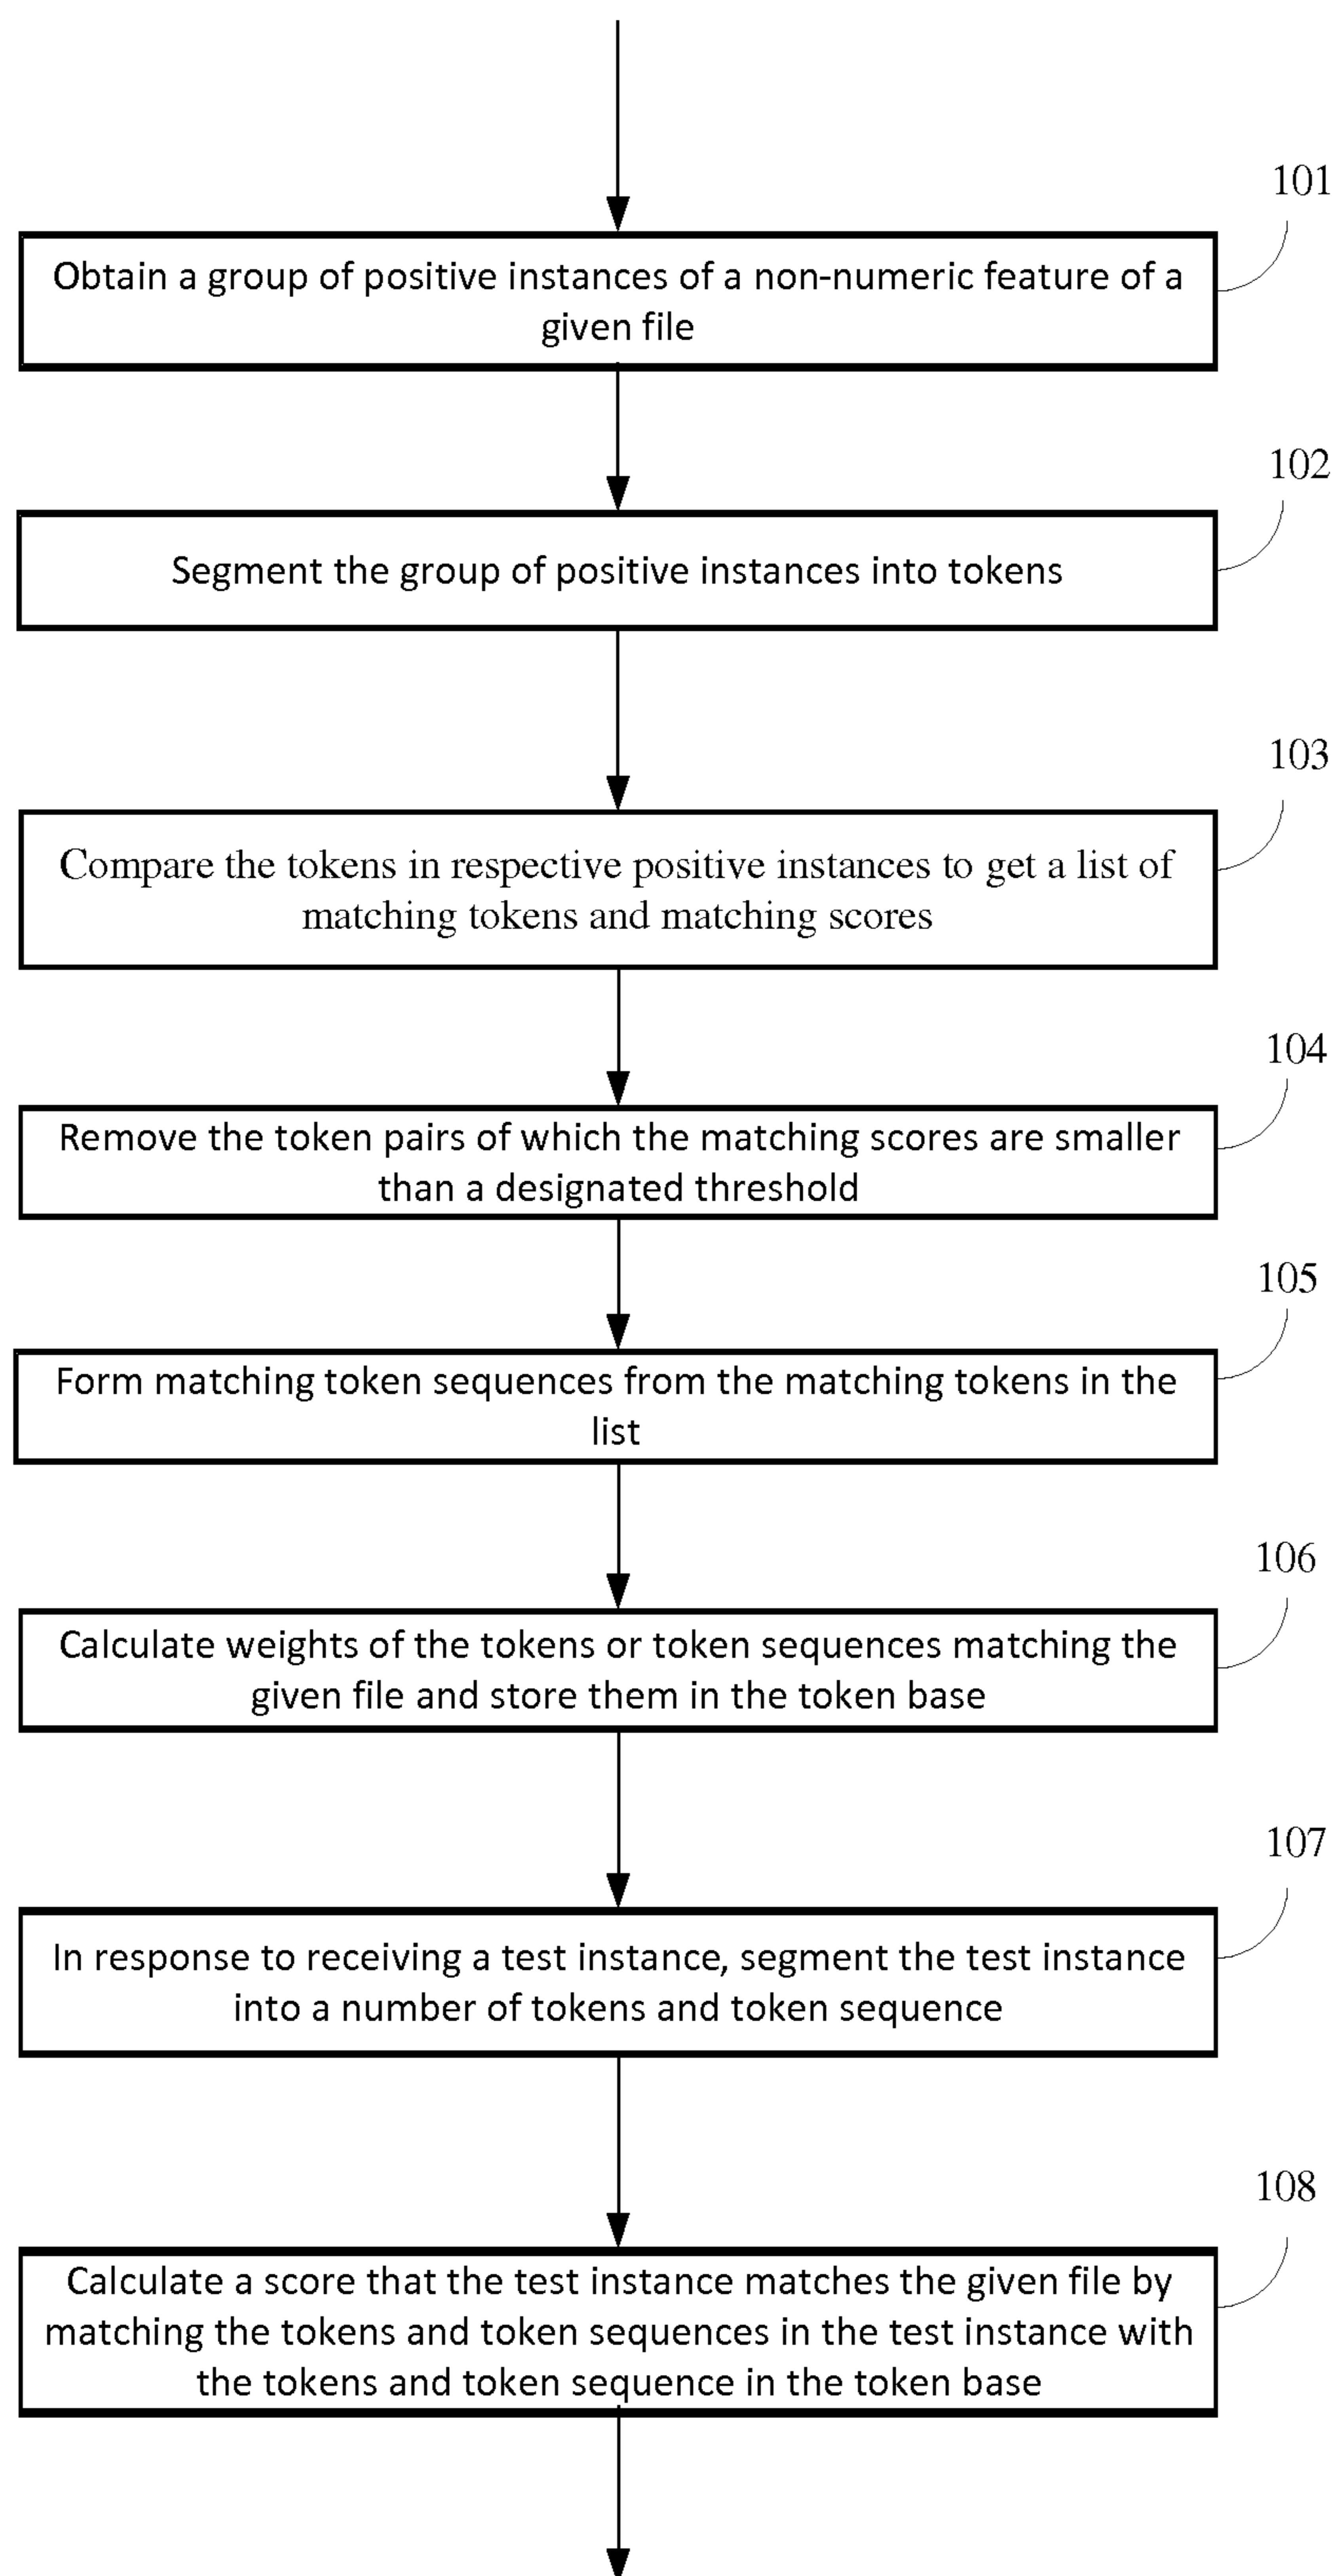 101
Obtain a group of positive instances of a non-numeric feature of a
given file
102
Segment the group of positive instances into tokens
103
Compare the tokens in respective positive instances to get a list of
matching tokens and matching scores
104
Remove the token pairs of which the matching scores are smaller
than a designated threshold
105
Form matching token sequences from the matching tokens in the
list
106
Calculate weights of the tokens or token sequences matching the
given file and store them in the token base
107
In response to receiving a test instance, segment the test instance
into a number of tokens and token sequence
108
Calculate a score that the test instance matches the given file by
matching the tokens and token sequences in the test instance with
the tokens and token sequence in the token base